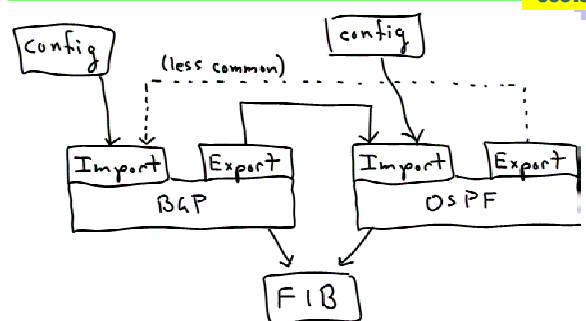 config
config
(less common)
Import
Export
Import
Export
BGP
OSPF
FIB